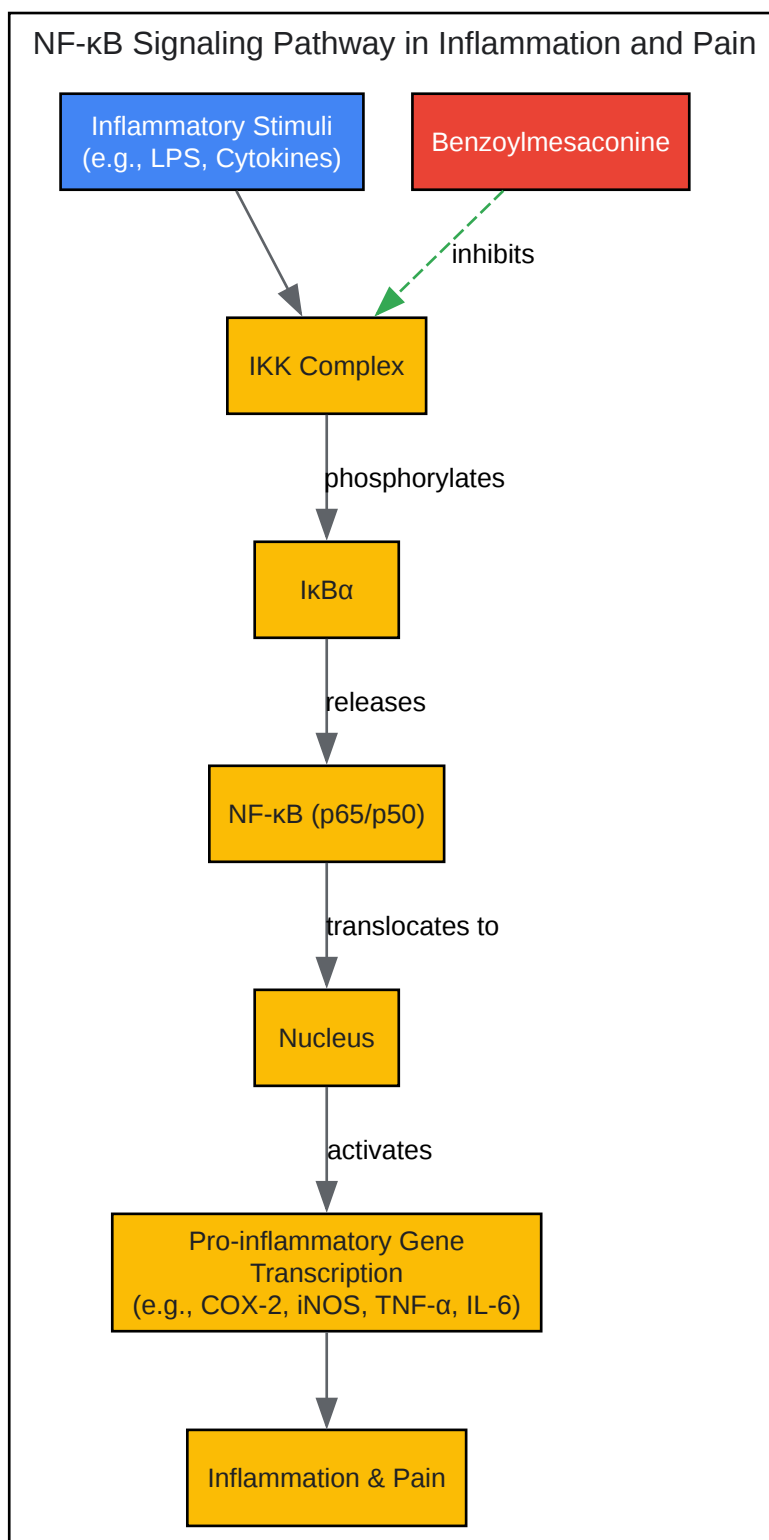 NF-κB Signaling Pathway in Inflammation and Pain
Inflammatory Stimuli
(e.g., LPS, Cytokines)
Benzoylmesaconine
inhibits
IKK Complex
phosphorylates
IκBα
releases
NF-κB (p65/p50)
translocates to
Nucleus
activates
Pro-inflammatory Gene
Transcription
(e.g., COX-2, iNOS, TNF-α, IL-6)
Inflammation & Pain